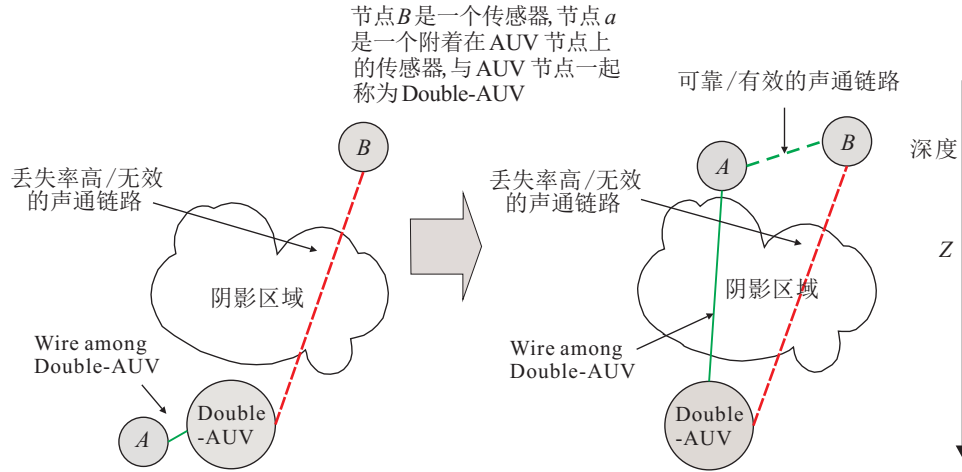 节点B是一个传感器,节点a
是一个附着在AUV节点上
的传感器,与AUV节点一起
称为Double-AUV
可靠/有效的声通链路
B
A
B
深度
丢失率高/无效
的声通链路
丢失率高/无效
的声通链路
Z
阴影区域
阴影区域
Wire among
Double-AUV
Wire among
Double-AUV
A
Double
-AUV
Double
-AUV